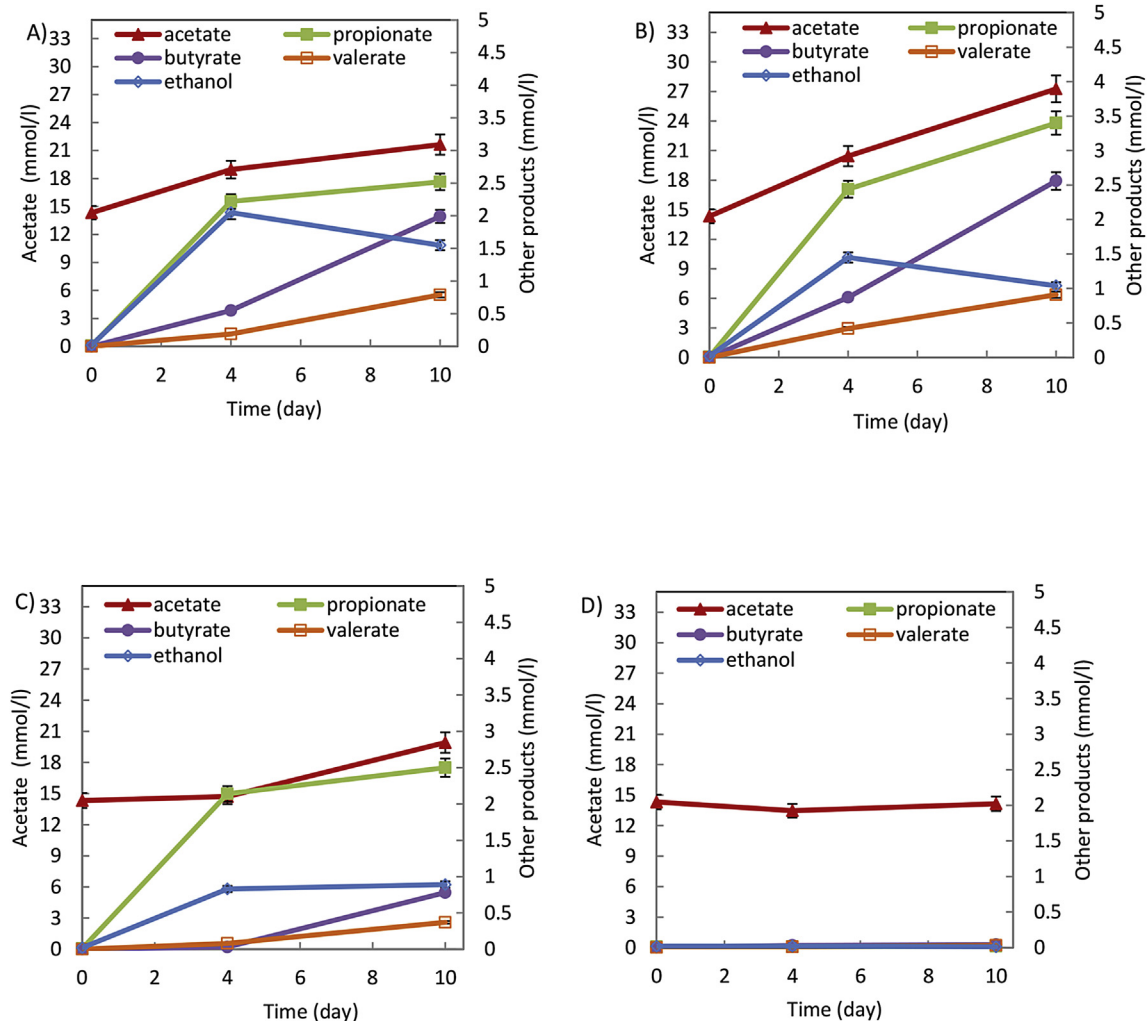 A)
acetate propionate
butyrate valerate
ethanol
Acetate (mmol/l)
33
30
27
24
21
18
15
12
9
6
3
0
Other products (mmol/l)
5
4.5
4
3.5
3
2.5
2
1.5
1
0.5
0
0 2 4 6 8 10
Time (day)
B)
acetate propionate
butyrate valerate
ethanol
Acetate (mmol/l)
33
30
27
24
21
18
15
12
9
6
3
0
Other products (mmol/l)
5
4.5
4
3.5
3
2.5
2
1.5
1
0.5
0
0 2 4 6 8 10
Time (day)
C)
acetate propionate
butyrate valerate
ethanol
Acetate (mmol/l)
33
30
27
24
21
18
15
12
9
6
3
0
Other products (mmol/l)
5
4.5
4
3.5
3
2.5
2
1.5
1
0.5
0
0 2 4 6 8 10
Time (day)
D)
acetate propionate
butyrate valerate
ethanol
Acetate (mmol/l)
33
30
27
24
21
18
15
12
9
6
3
0
Other products (mmol/l)
5
4.5
4
3.5
3
2.5
2
1.5
1
0.5
0
0 2 4 6 8 10
Time (day)